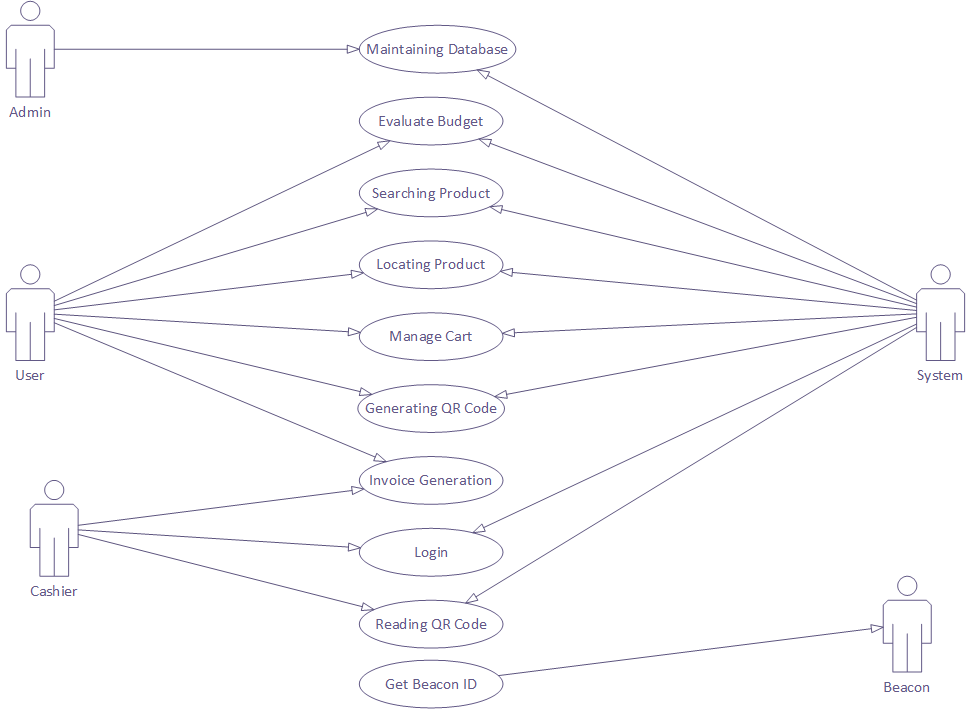 Maintaining Database
Admin
Evaluate Budget
Searching Product
Locating Product
Manage Cart
User
System
Generating QR Code
Invoice Generation
Login
Cashier
Reading QR Code
Get Beacon ID
Beacon